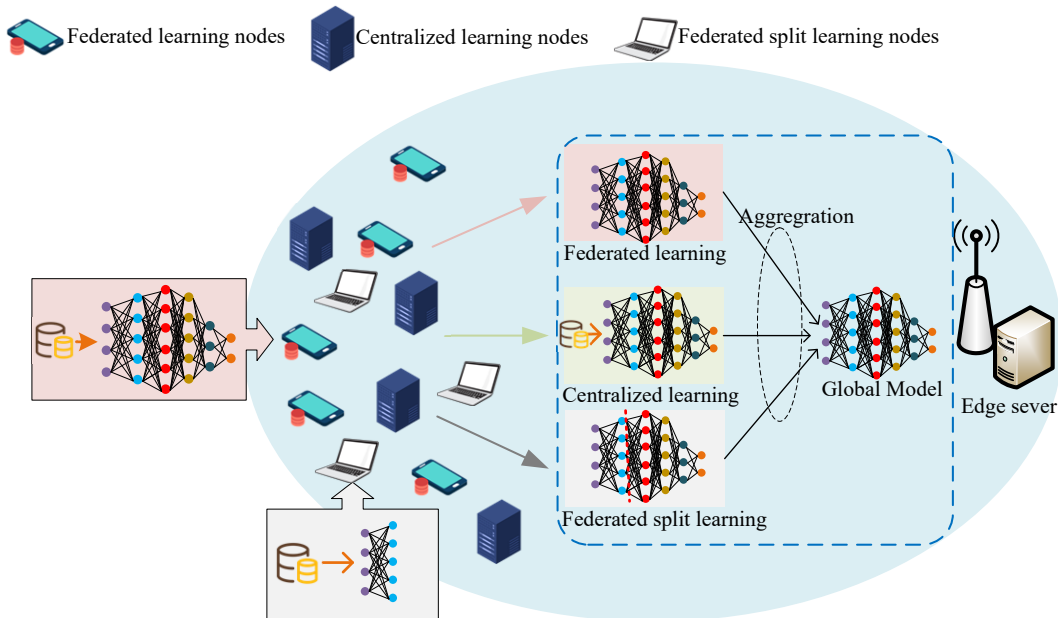 Federated learning nodes
Centralized learning nodes
Federated split learning nodes
Aggregration
Federated learning
Centralized learning
Global Model
Edge sever
Federated split learning